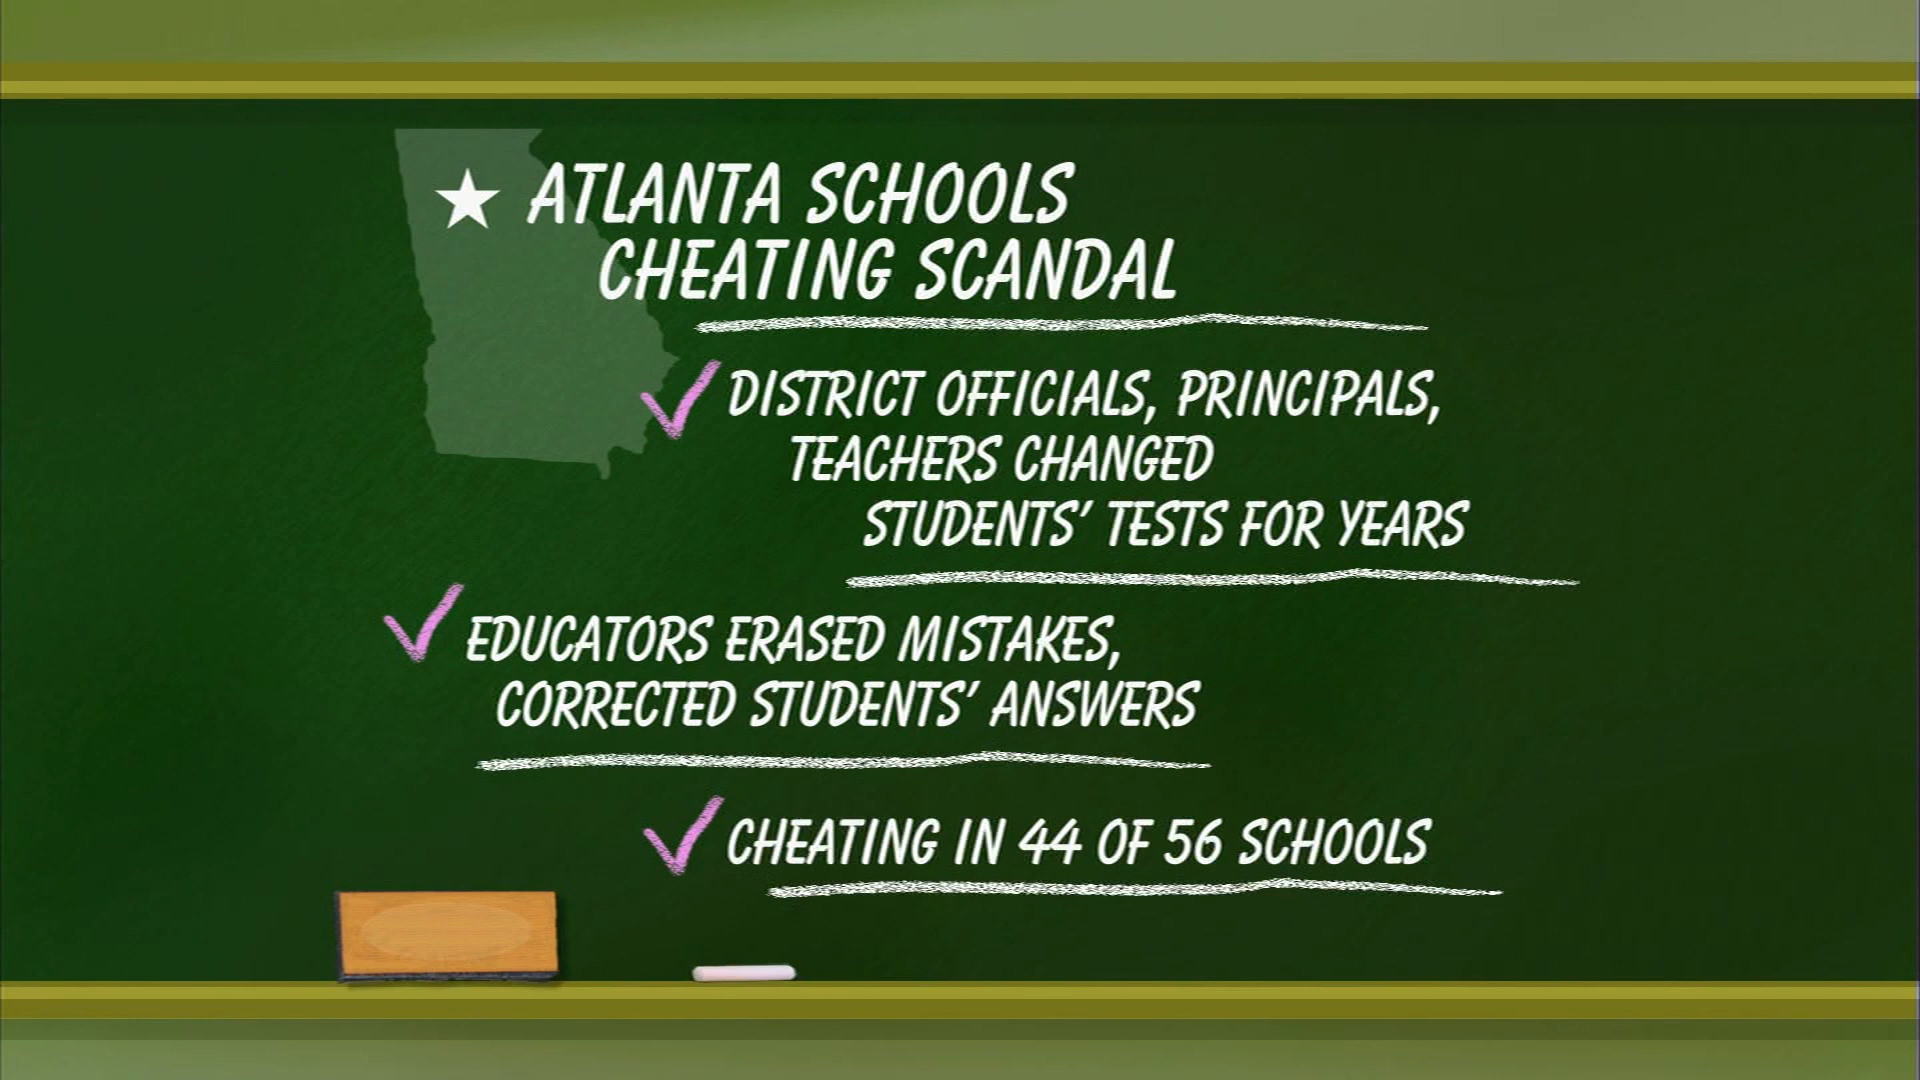 ATLANTA SCHOOLS
CHEATING SCANDAL
DISTRICT OFFICIALS, PRINCIPALS,
TEACHERS CHANGED
STUDENTS' TESTS FOR YEARS
EDUCATORS ERASED MISTAKES,
CORRECTED STUDENTS' ANSWERS
CHEATING IN 44 OF 56 SCHOOLS